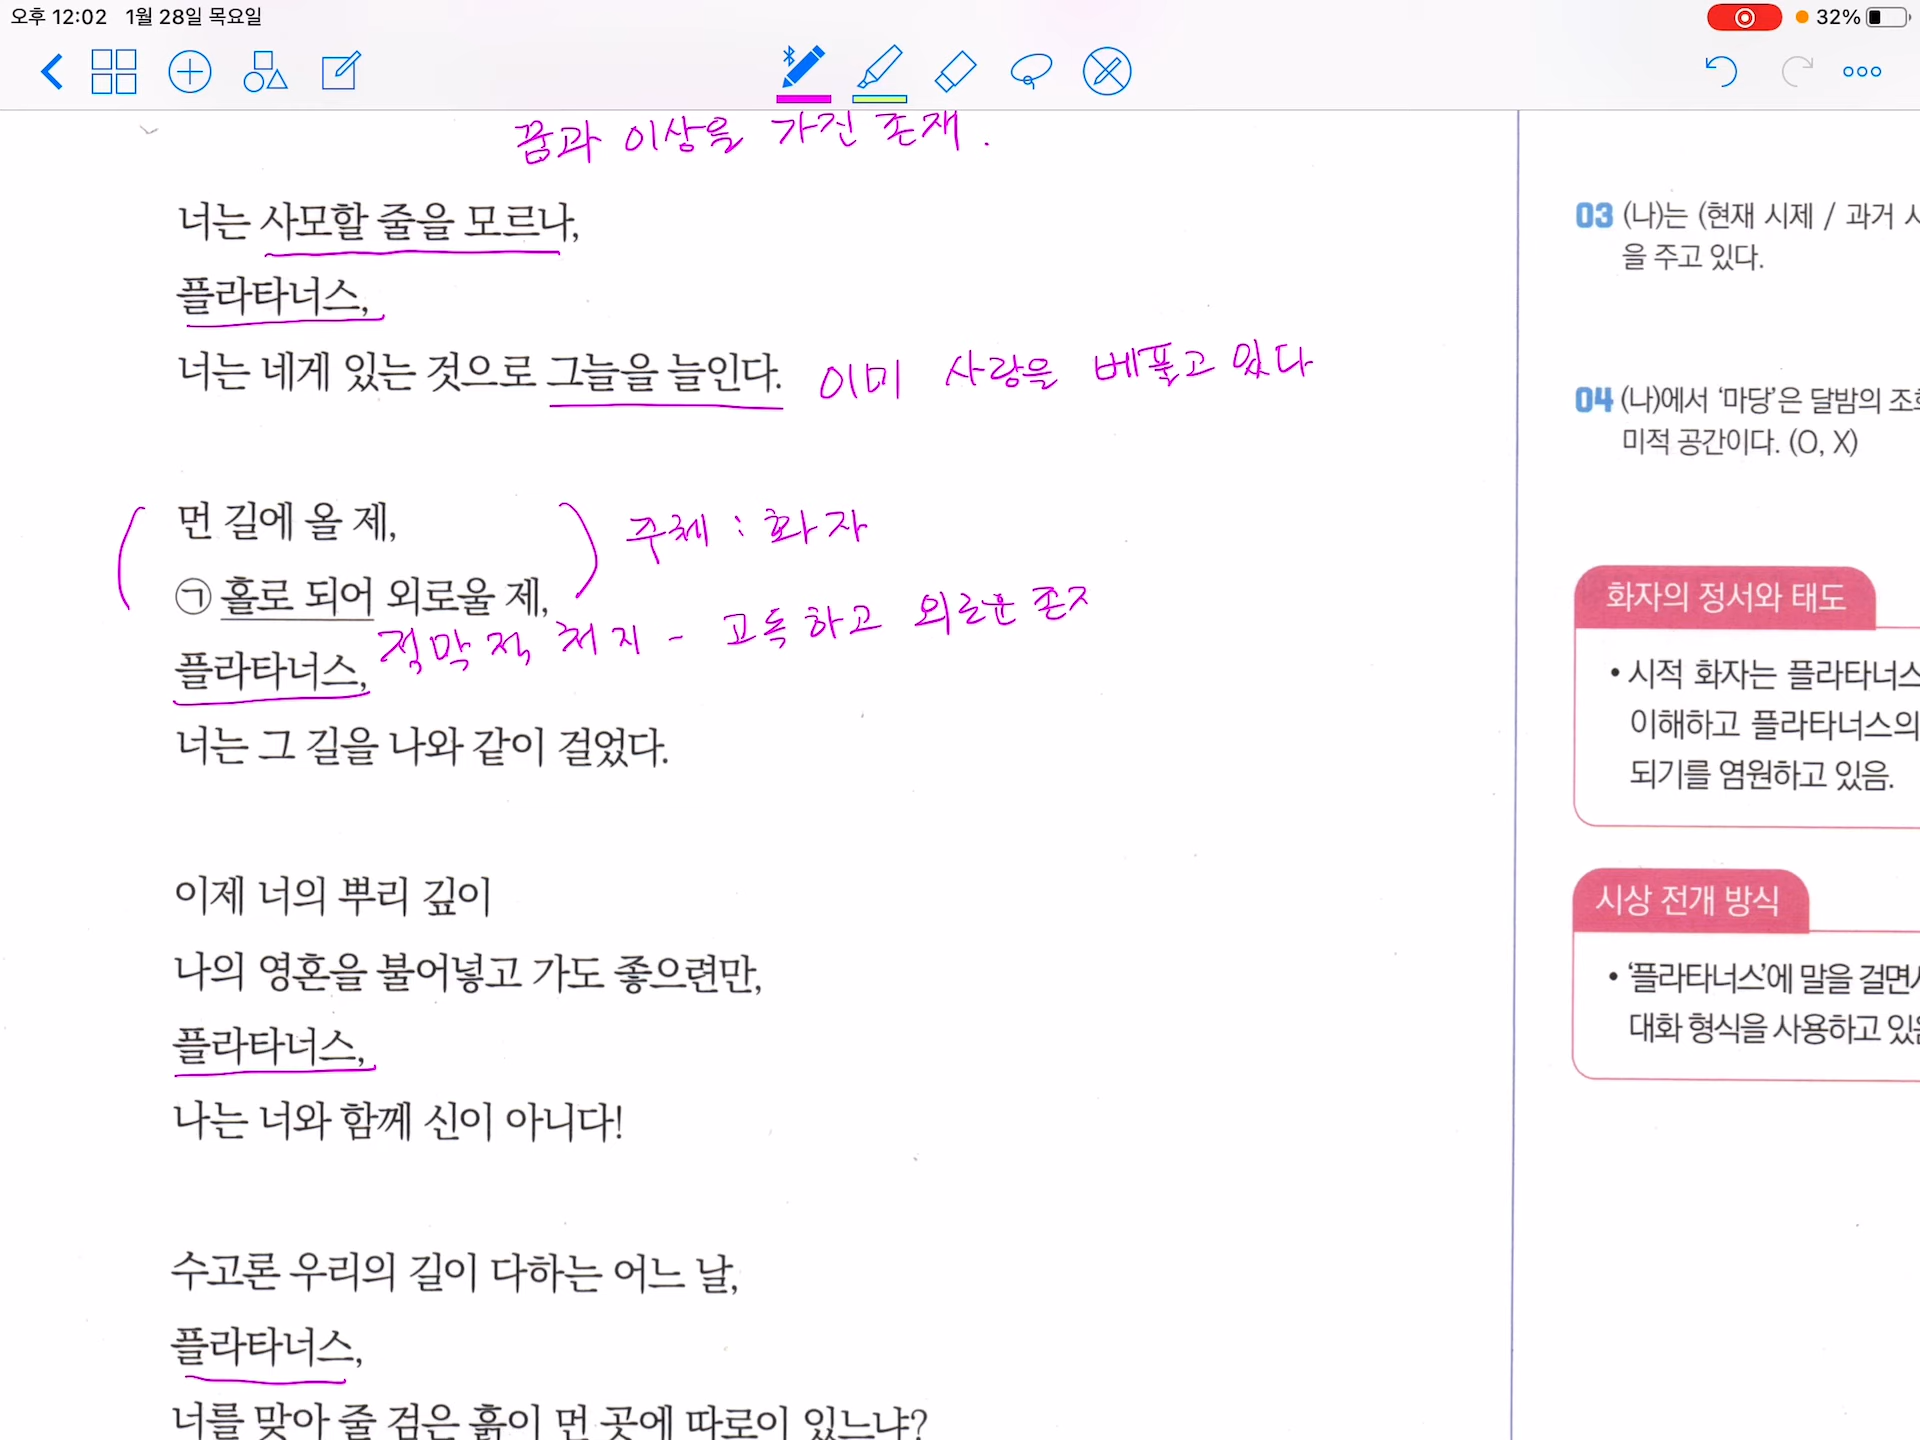 오후 12:02 1월 28일 목요일
32%
꿈과 이상을 가진 존재.
너는 사모할 줄을 모르나,
플라타너스,
너는 네게 있는 것으로 그늘을 늘인다. 이미 사랑을 베풀고 있다
먼 길에 올 제,
주체 : 화자
㉠ 홀로 되어 외로울 제,
적막적 처지 - 고독하고 외로운 존ㅈ
플라타너스,
너는 그 길을 나와 같이 걸었다.
이제 너의 뿌리 깊이
나의 영혼을 불어넣고 가도 좋으련만,
플라타너스,
나는 너와 함께 신이 아니다!
수고론 우리의 길이 다하는 어느 날,
플라타너스,
너를 맞아 줄 검은 흙이 먼 곳에 따로이 있느냐?
03 (나)는 (현재 시제 / 과거 시
을 주고 있다.
04 (나)에서 ‘마당’은 달밤의 조화
미적 공간이다. (O, X)
화자의 정서와 태도
• 시적 화자는 플라타너스
이해하고 플라타너스의
되기를 염원하고 있음.
시상 전개 방식
• ‘플라타너스’에 말을 걸면서
대화 형식을 사용하고 있음